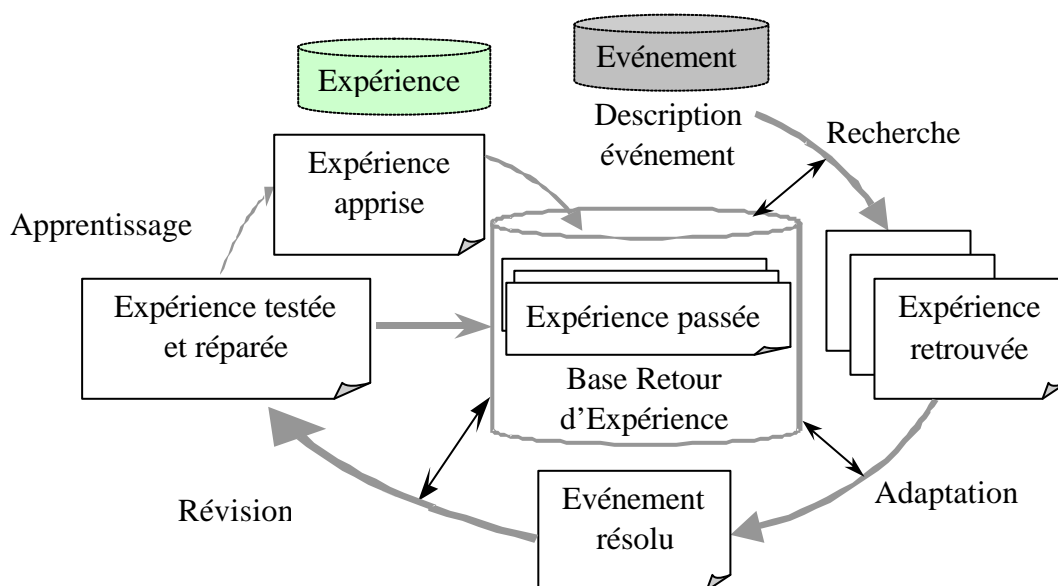 Expérience
Evénement
Description
événement
Recherche
Expérience
apprise
Apprentissage
Expérience testée
et réparée
Expérience passée
Base Retour
d’Expérience
Expérience
retrouvée
Révision
Evénement
résolu
Adaptation